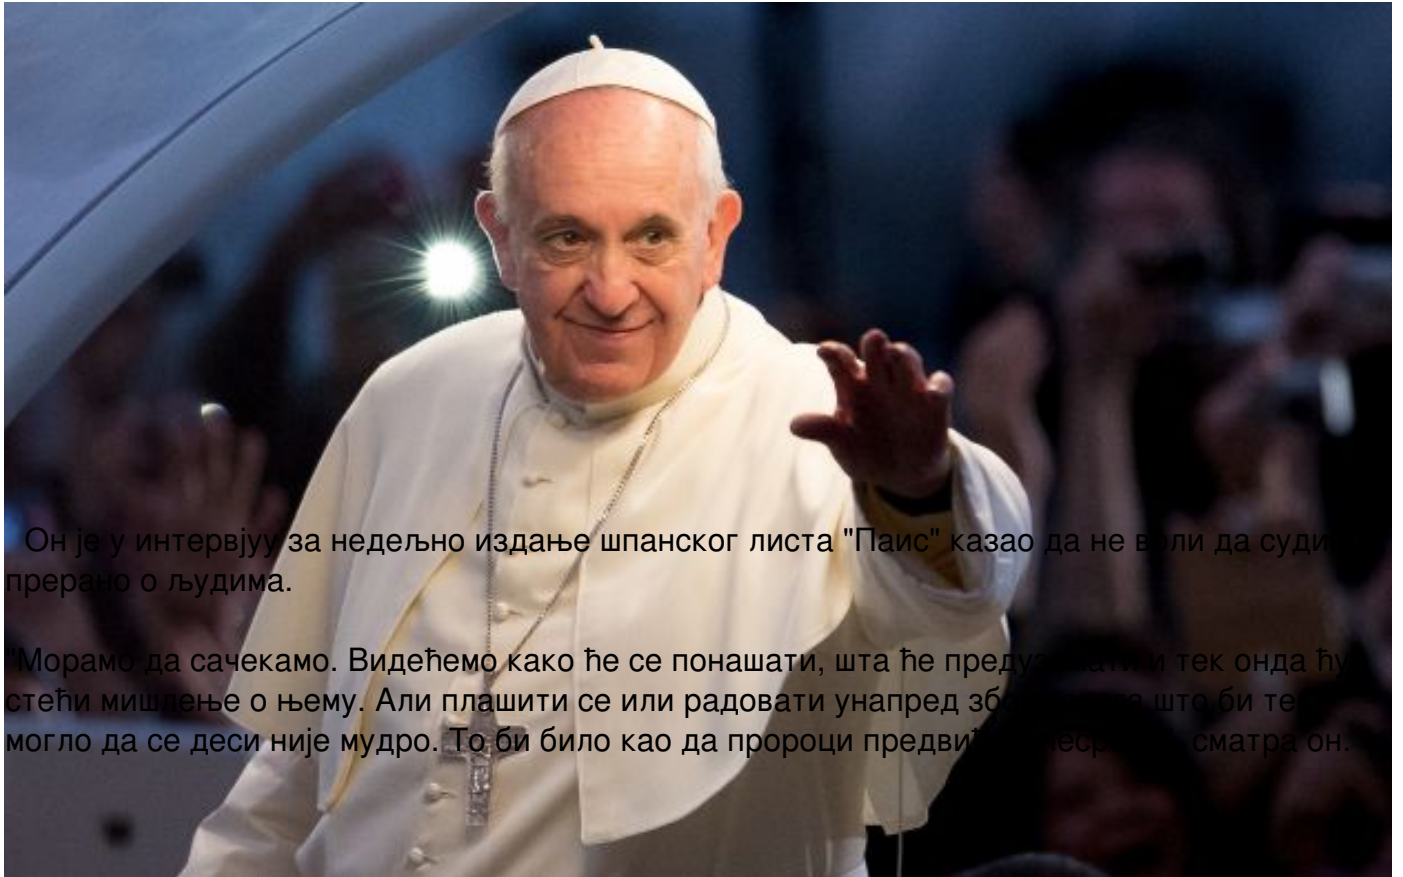 Он је у интервјуу за недељно издање шпанског листа "Паис" казао да не воли да суди
прерано о људима.
"Морамо да сачекамо. Видећемо како ће се понашати, шта ће и тек онда ћу
стећи мишљење о њему. Али плашити се или радовати унапред што би
могло да се деси није мудро. То би било као да пророци сматра он.